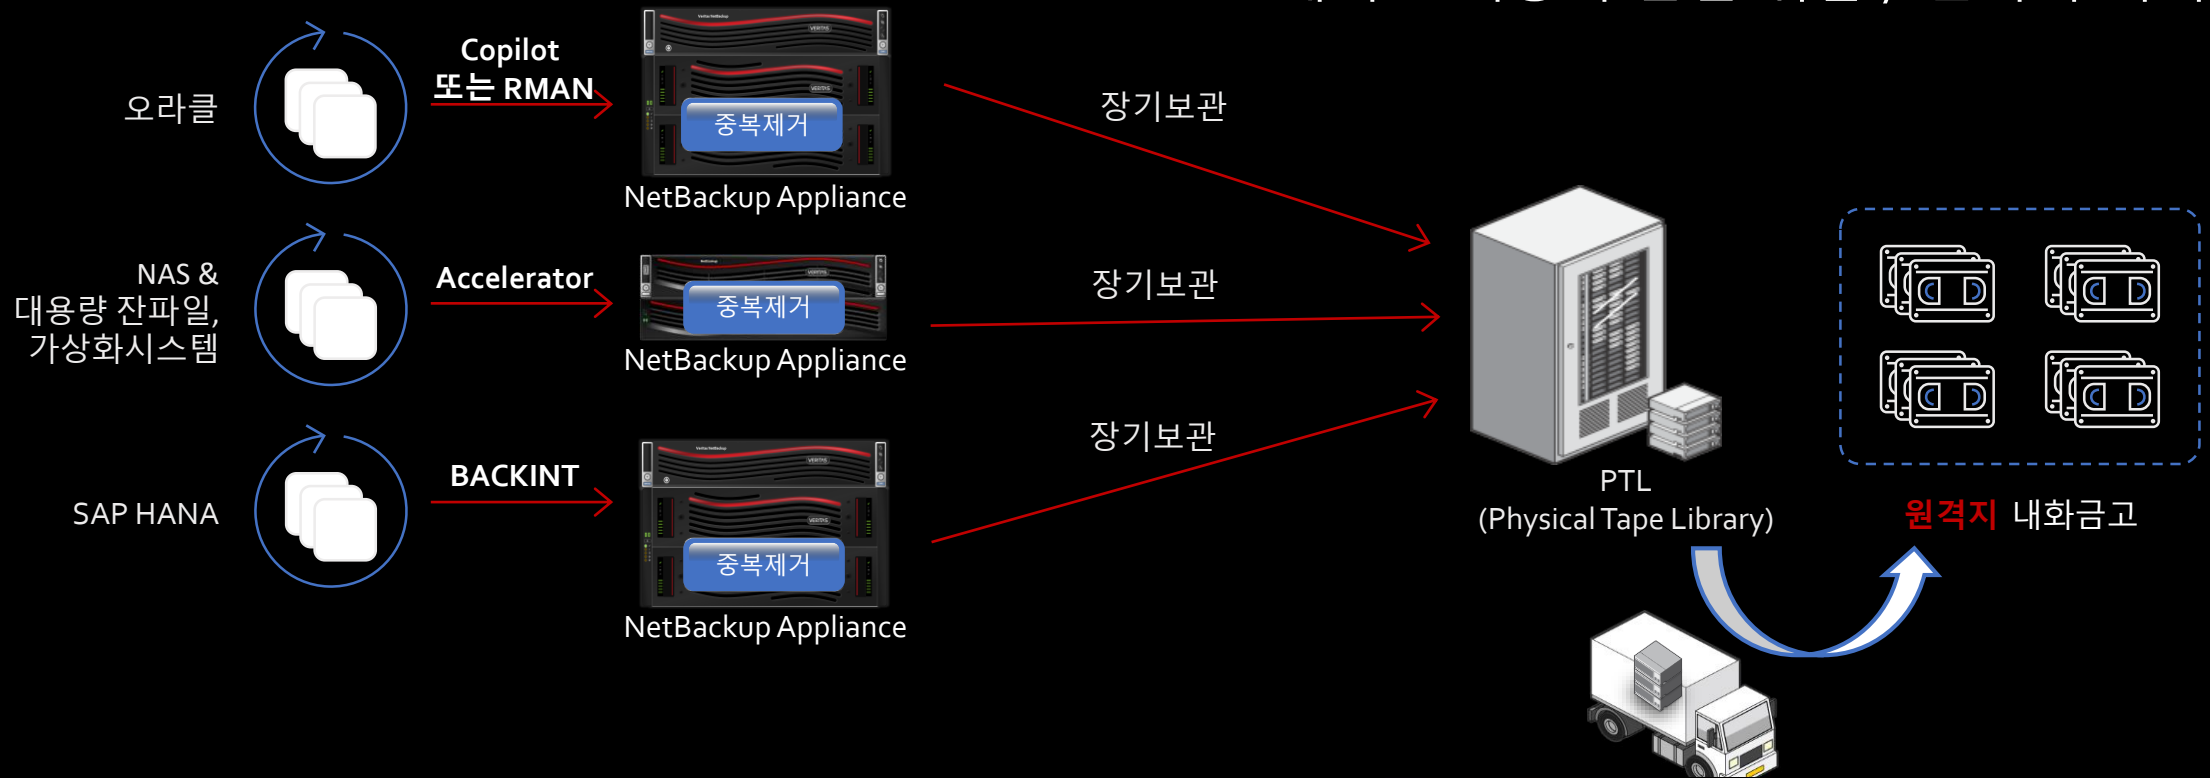 오라클
Copilot
또는 RMAN
중복제거
NetBackup Appliance
장기보관
NAS &
대용량 잔파일,
가상화시스템
Accelerator
중복제거
NetBackup Appliance
장기보관
SAP HANA
BACKINT
중복제거
NetBackup Appliance
장기보관
PTL
(Physical Tape Library)
원격지 내화금고